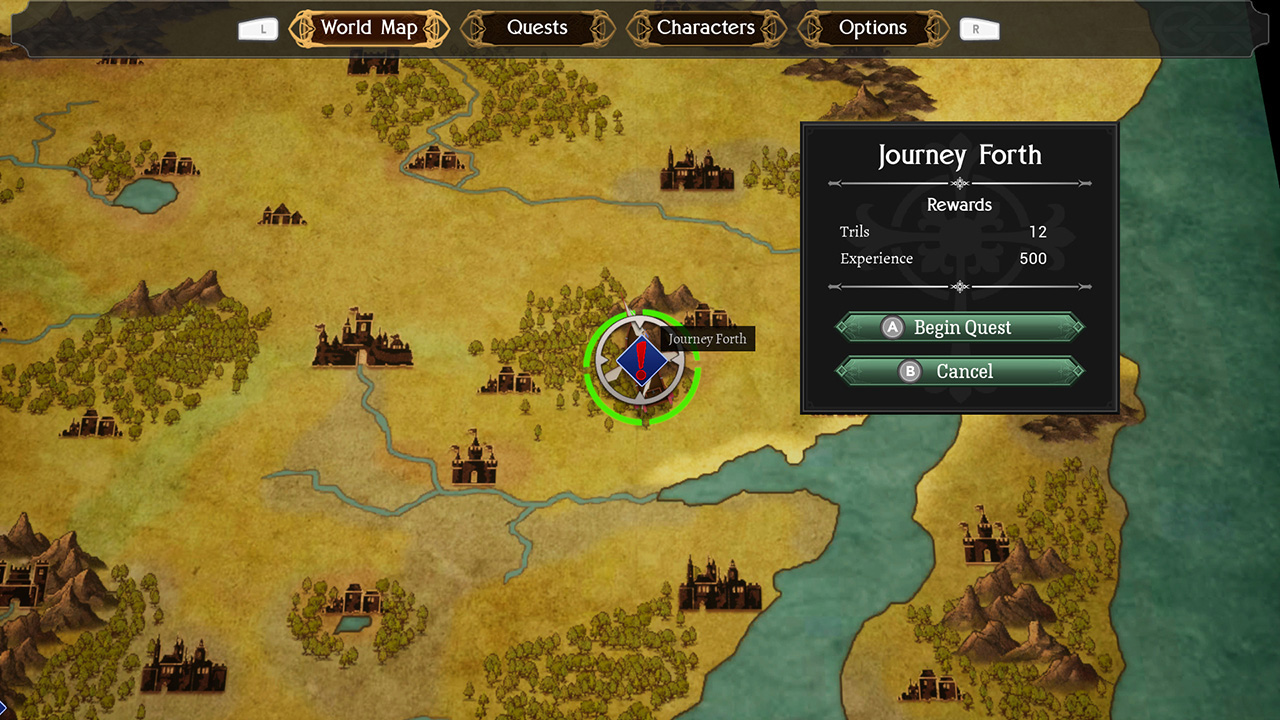 L
World Map
Quests
Characters
Options
R
Journey Forth
Rewards
Trils 12
Experience 500
A Begin Quest
B Cancel
Journey Forth